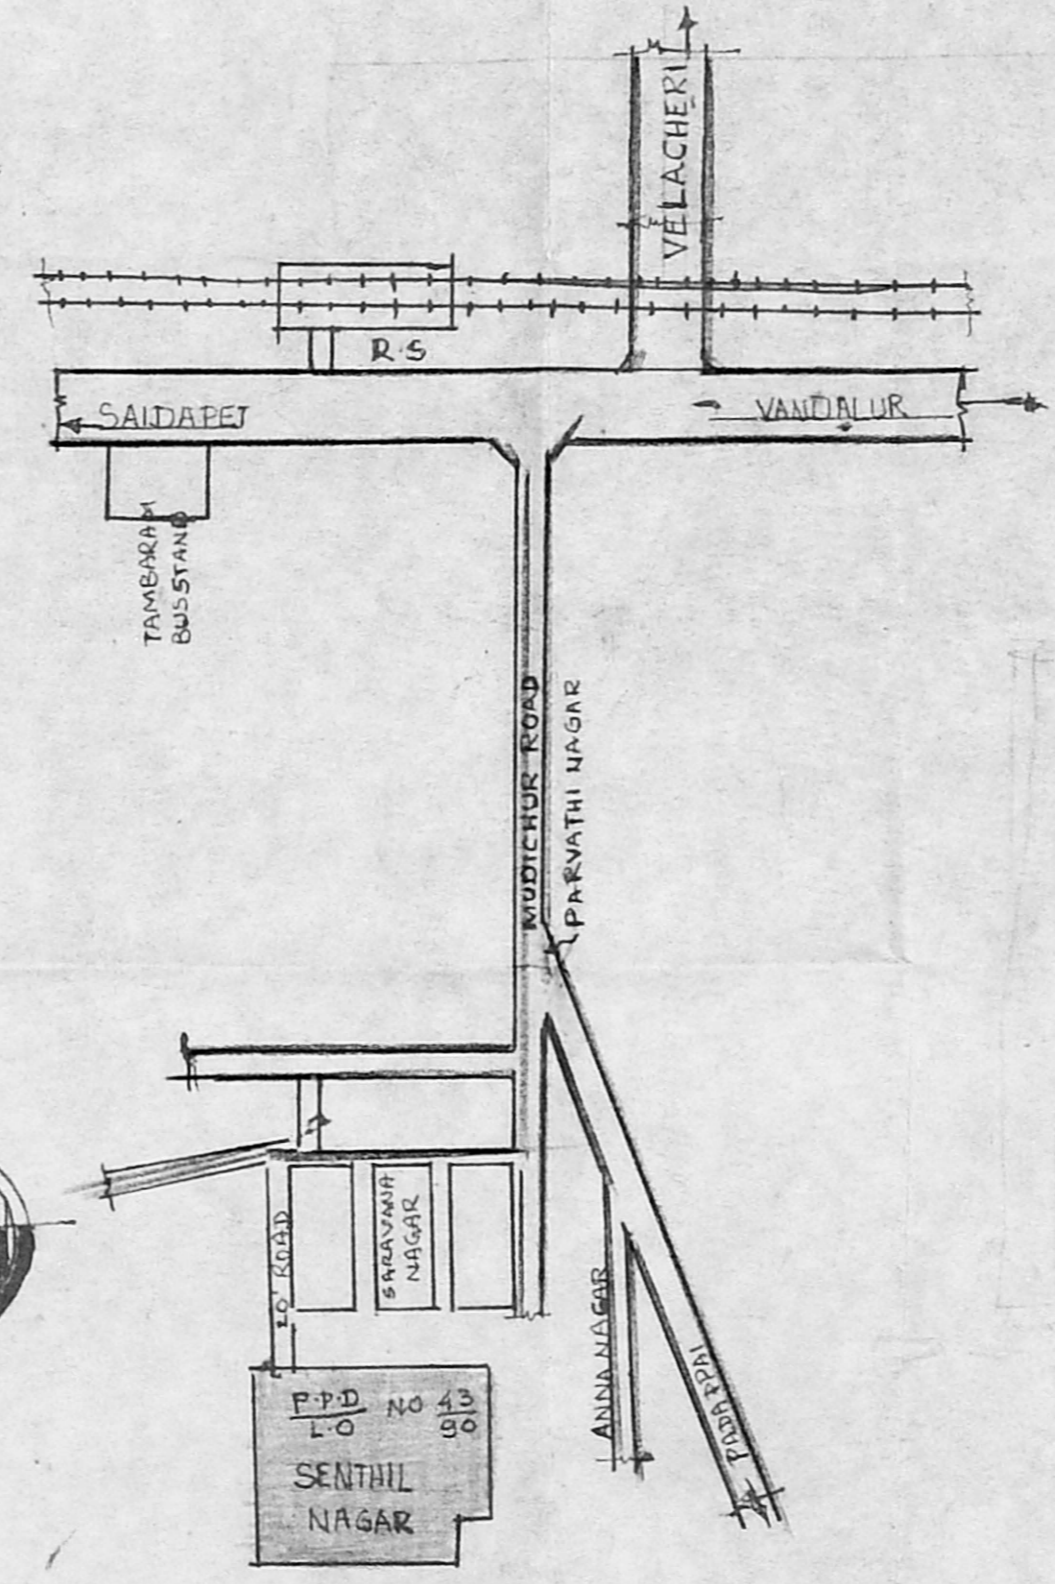 VELACHERI
R.S
SAIDAPET
VANDALUR
TAMBARAM
BUSSTAND
MUDICHUR ROAD
PARVATHI NAGAR
SARAVANA
NAGAR
20' ROAD
ANNA NAGAR
PADAPPAI
P.P.D
L.O
NO 43
90
SENTHIL
NAGAR